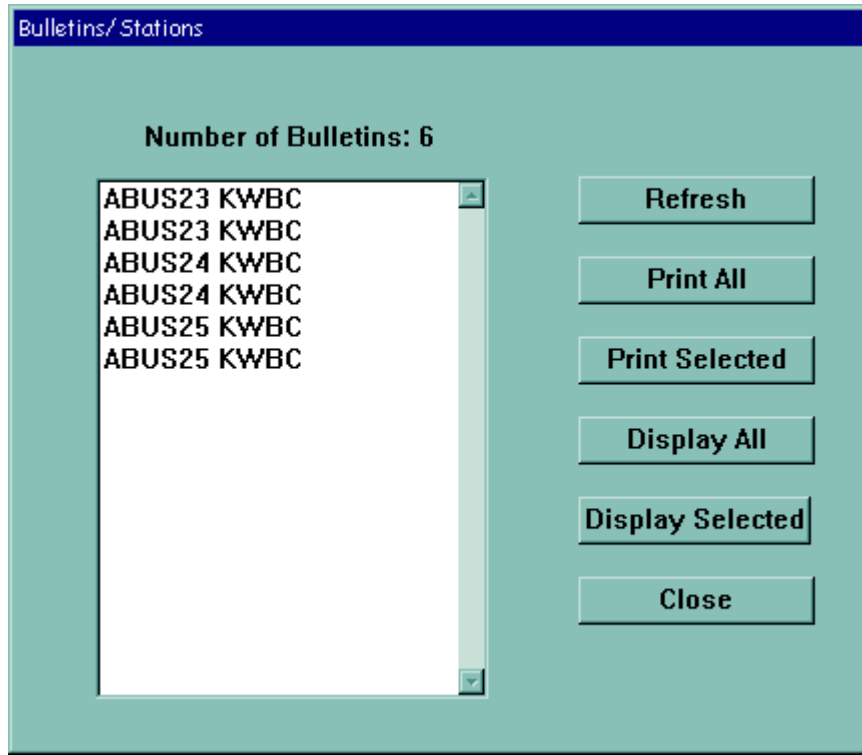 Bulletins/Stations
Number of Bulletins: 6
ABUS23 KWBC
ABUS23 KWBC
ABUS24 KWBC
ABUS24 KWBC
ABUS25 KWBC
ABUS25 KWBC
Refresh
Print All
Print Selected
Display All
Display Selected
Close